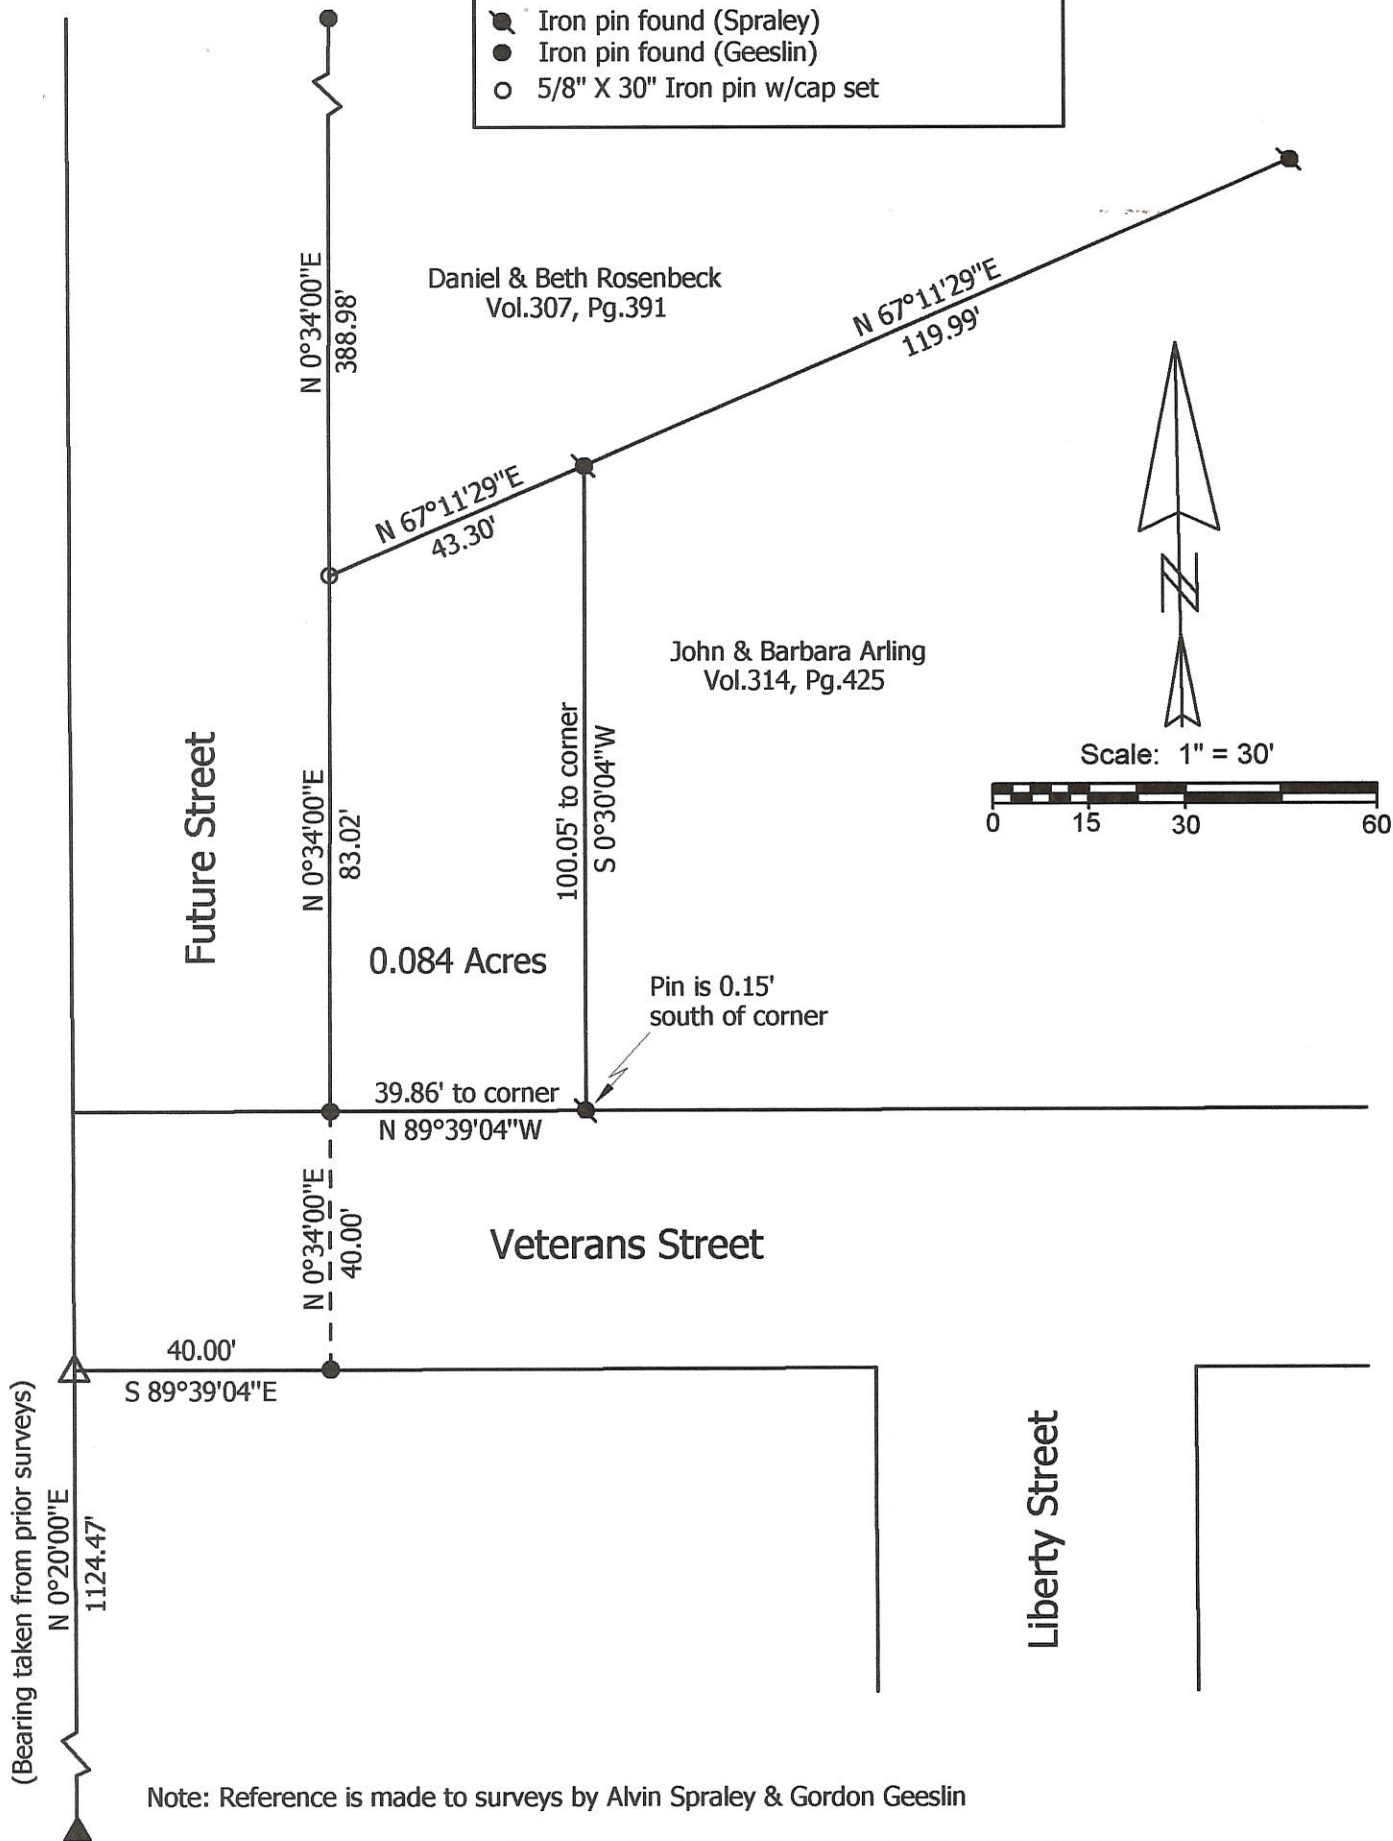 Iron pin found (Spraley)
Iron pin found (Geeslin)
5/8" X 30" Iron pin w/cap set
N 0°34'00"E
388.98'
Daniel & Beth Rosenbeck
Vol.307, Pg.391
N 67°11'29"E
119.99'
N 67°11'29"E
43.30'
N
John & Barbara Arling
Vol.314, Pg.425
Scale: 1" = 30'
0 15 30 60
Future Street
N 0°34'00"E
83.02'
100.05' to corner
S 0°30'04"W
0.084 Acres
Pin is 0.15'
south of corner
39.86' to corner
N 89°39'04"W
N 0°34'00"E
40.00'
Veterans Street
40.00'
S 89°39'04"E
(Bearing taken from prior surveys)
N 0°20'00"E
1124.47'
Liberty Street
Note: Reference is made to surveys by Alvin Spraley & Gordon Geeslin